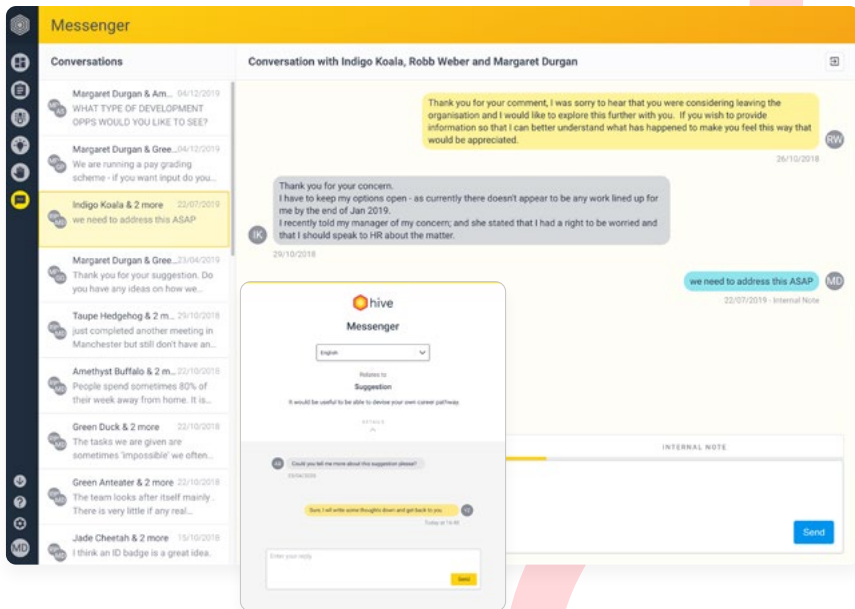 Messenger
Conversations
Margaret Durgan & Am... 04/12/2019
WHAT TYPE OF DEVELOPMENT
OPPS WOULD YOU LIKE TO SEE?
Margaret Durgan & Gree...04/12/2019
We are running a pay grading
scheme - if you want input do you...
Indigo Koala & 2 more 22/07/2019
we need to address this ASAP
Margaret Durgan & Gree...23/04/2019
Thank you for your suggestion. Do
you have any ideas on how we...
Taupe Hedgehog & 2 m... 29/10/2018
just completed another meeting in
Manchester but still don't have an...
Amethyst Buffalo & 2 m... 22/10/2018
People spend sometimes 80% of
their week away from home. It is...
Green Duck & 2 more 22/10/2018
The tasks we are given are
sometimes 'impossible' we often...
Green Anteater & 2 more 22/10/2018
The team looks after itself mainly .
There is very little if any real...
Jade Cheetah & 2 more 15/10/2018
I think an ID badge is a great idea.
MD
Conversation with Indigo Koala, Robb Weber and Margaret Durgan
Thank you for your comment, I was sorry to hear that you were considering leaving the
organisation and I would like to explore this further with you. If you wish to provide
information so that I can better understand what has happened to make you feel this way that
would be appreciated.
RW
26/10/2018
Thank you for your concern.
I have to keep my options open - as currently there doesn't appear to be any work lined up for
me by the end of Jan 2019.
I recently told my manager of my concern; and she stated that I had a right to be worried and
that I should speak to HR about the matter.
IK
29/10/2018
we need to address this ASAP
MD
22/07/2019 - Internal Note
INTERNAL NOTE
Send
hive
Messenger
English
Relates to
Suggestion
It would be useful to be able to devise your own career pathway.
DETAILS
Could you tell me more about this suggestion please?
Sure, I will write some thoughts down and get back to you.
Today at 14:48
Enter your reply
Send